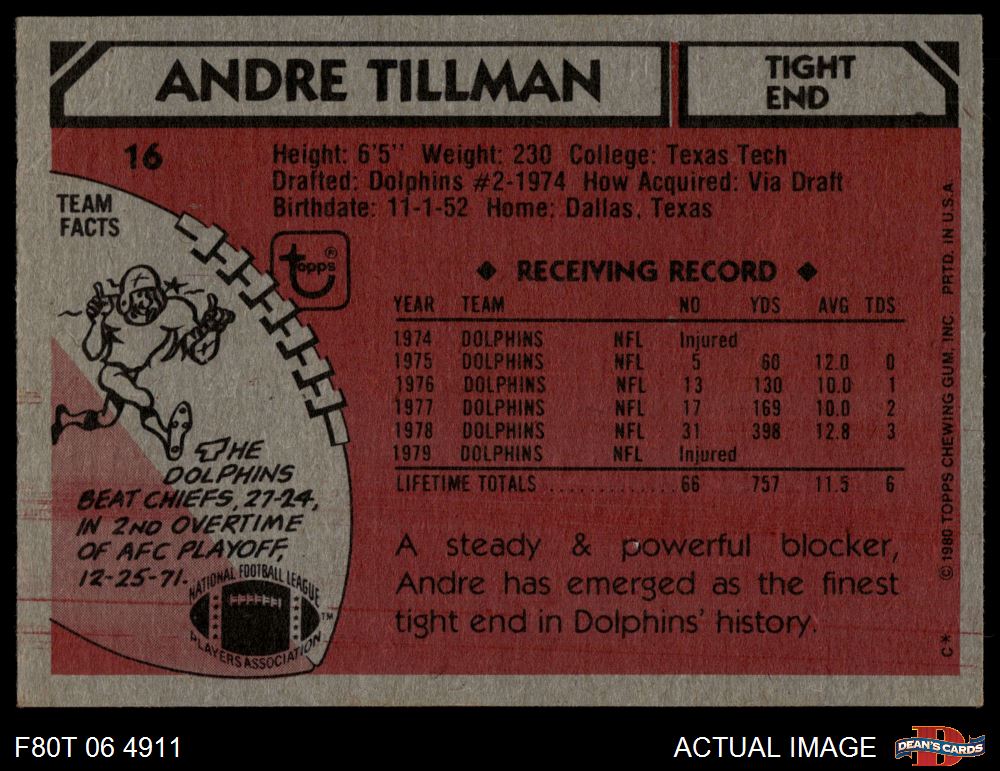 ANDRE TILLMAN
TIGHT
END
16
Height: 6'5" Weight: 230 College: Texas Tech
Drafted: Dolphins #2-1974 How Acquired: Via Draft
Birthdate: 11-1-52 Home: Dallas, Texas
TEAM
FACTS
topps®
◆ RECEIVING RECORD ◆
YEAR TEAM NO YDS AVG TDS
1974 DOLPHINS NFL Injured
1975 DOLPHINS NFL 5 60 12.0 0
1976 DOLPHINS NFL 13 130 10.0 1
1977 DOLPHINS NFL 17 169 10.0 2
1978 DOLPHINS NFL 31 398 12.8 3
1979 DOLPHINS NFL Injured
LIFETIME TOTALS ............ 66 757 11.5 6
THE
DOLPHINS
BEAT CHIEFS, 27-24,
IN 2ND OVERTIME
OF AFC PLAYOFF,
12-25-71.
NATIONAL FOOTBALL LEAGUE
PLAYERS ASSOCIATION
TM
A steady & powerful blocker,
Andre has emerged as the finest
tight end in Dolphins' history.
C* © 1980 TOPPS CHEWING GUM, INC. PRTD. IN U.S.A.
F80T 06 4911
ACTUAL IMAGE
D
DEAN'S CARDS